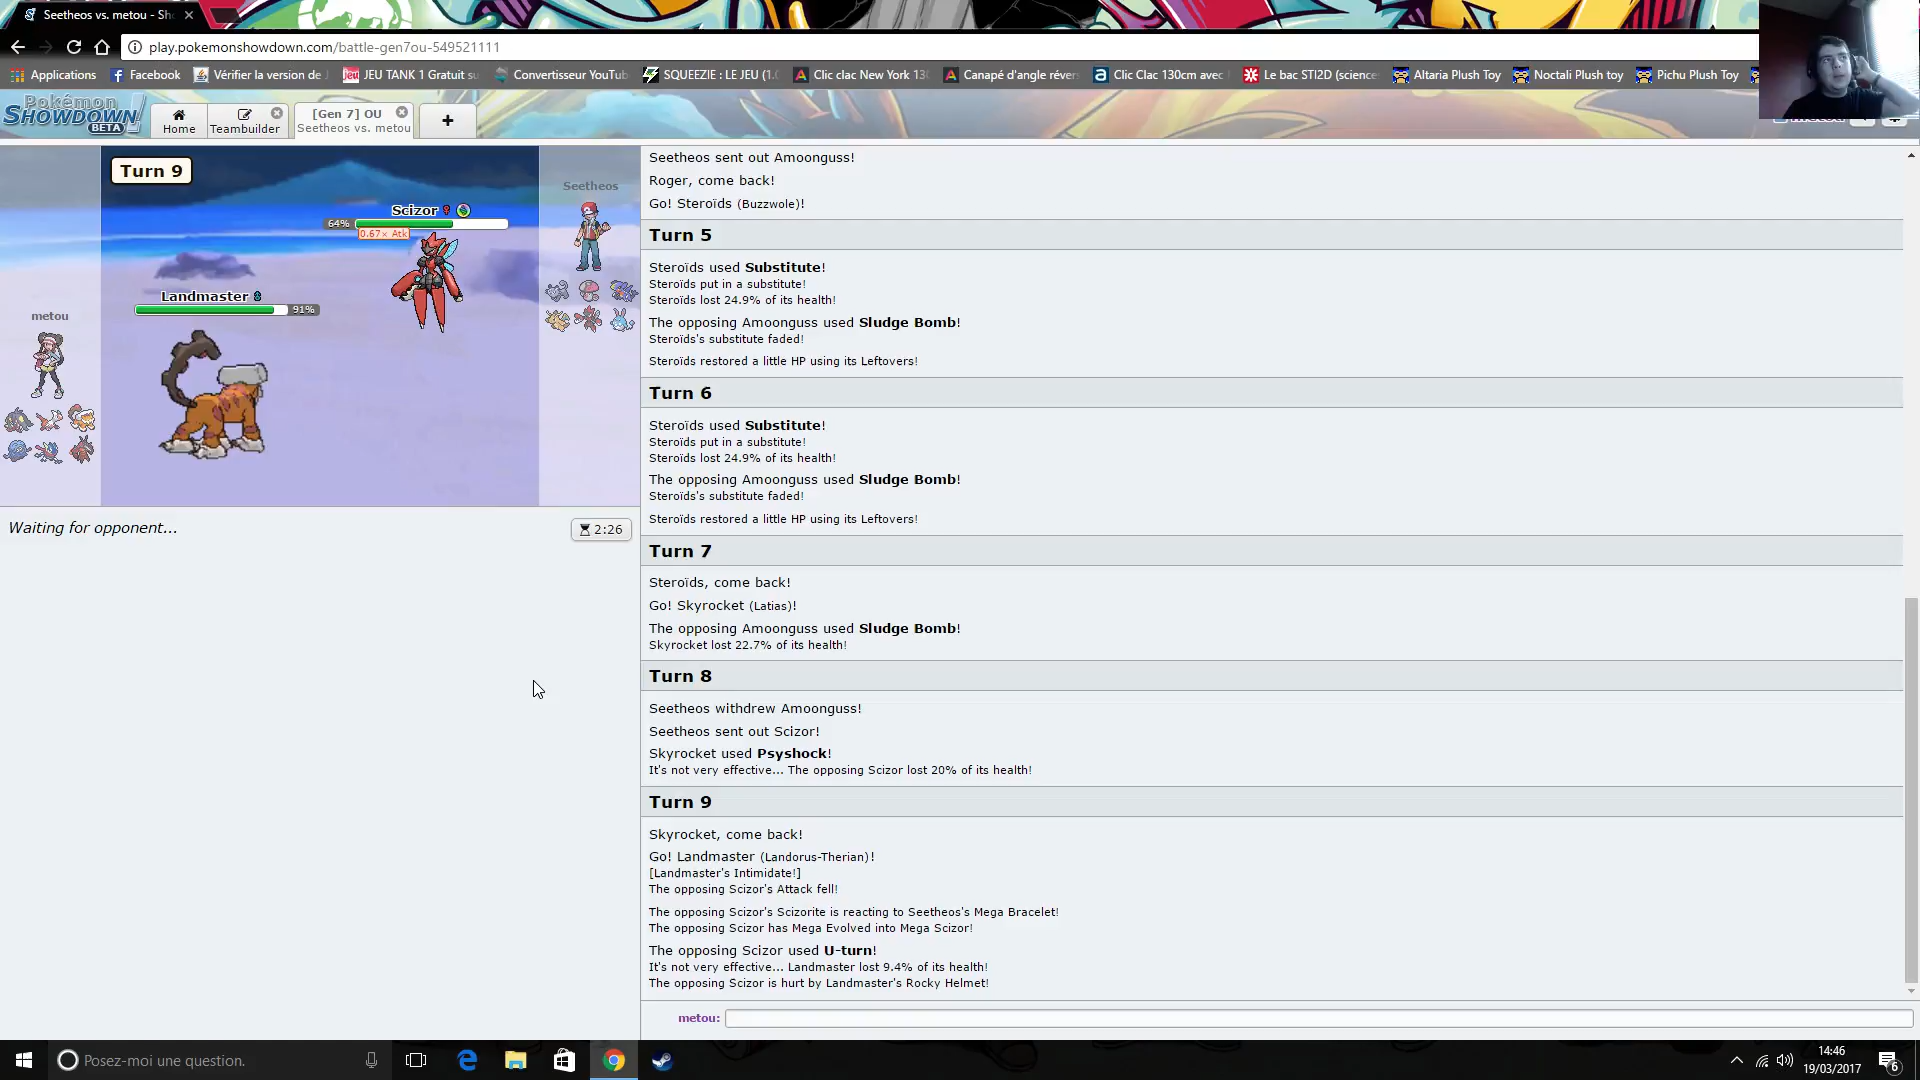 Seetheos vs. metou - Sho
play.pokemonshowdown.com/battle-gen7ou-549521111
Applications
Facebook
Vérifier la version de J
JEU TANK 1 Gratuit su
Convertisseur YouTub
SQUEEZIE : LE JEU (1.0
Clic clac New York 13
Canapé d'angle révers
Clic Clac 130cm avec
Le bac STI2D (science
Altaria Plush Toy
Noctali Plush toy
Pichu Plush Toy
Pokémon
SHOWDOWN!
BETA
Home
Teambuilder
[Gen 7] OU
Seetheos vs. metou
+
Turn 9
Scizor
64%
0.67× Atk
Landmaster
91%
metou
Seetheos
Waiting for opponent...
2:26
Seetheos sent out Amoonguss!
Roger, come back!
Go! Steroïds (Buzzwole)!
Turn 5
Steroïds used Substitute!
Steroïds put in a substitute!
Steroïds lost 24.9% of its health!
The opposing Amoonguss used Sludge Bomb!
Steroïds's substitute faded!
Steroïds restored a little HP using its Leftovers!
Turn 6
Steroïds used Substitute!
Steroïds put in a substitute!
Steroïds lost 24.9% of its health!
The opposing Amoonguss used Sludge Bomb!
Steroïds's substitute faded!
Steroïds restored a little HP using its Leftovers!
Turn 7
Steroïds, come back!
Go! Skyrocket (Latias)!
The opposing Amoonguss used Sludge Bomb!
Skyrocket lost 22.7% of its health!
Turn 8
Seetheos withdrew Amoonguss!
Seetheos sent out Scizor!
Skyrocket used Psyshock!
It's not very effective... The opposing Scizor lost 20% of its health!
Turn 9
Skyrocket, come back!
Go! Landmaster (Landorus-Therian)!
[Landmaster's Intimidate!]
The opposing Scizor's Attack fell!
The opposing Scizor's Scizorite is reacting to Seetheos's Mega Bracelet!
The opposing Scizor has Mega Evolved into Mega Scizor!
The opposing Scizor used U-turn!
It's not very effective... Landmaster lost 9.4% of its health!
The opposing Scizor is hurt by Landmaster's Rocky Helmet!
metou:
Posez-moi une question.
14:46
19/03/2017
6